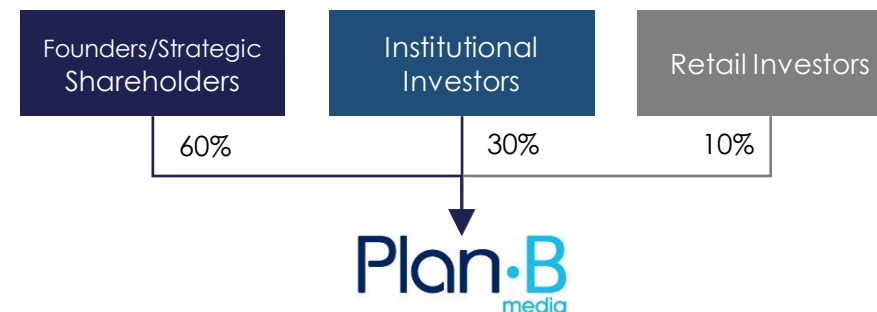 Founders/Strategic
Shareholders
Institutional
Investors
Retail Investors
60%
30%
10%
Plan·B
media